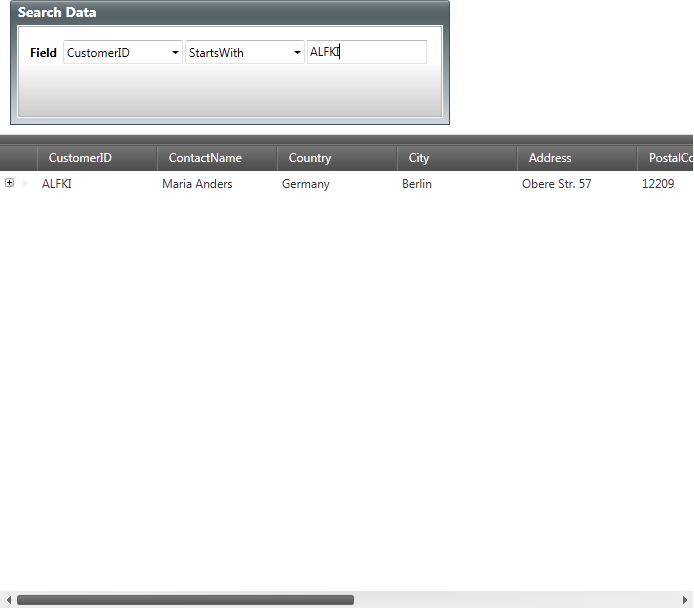 Search Data
Field CustomerID StartsWith ALFKI
CustomerID ContactName Country City Address PostalCo
ALFKI Maria Anders Germany Berlin Obere Str. 57 12209